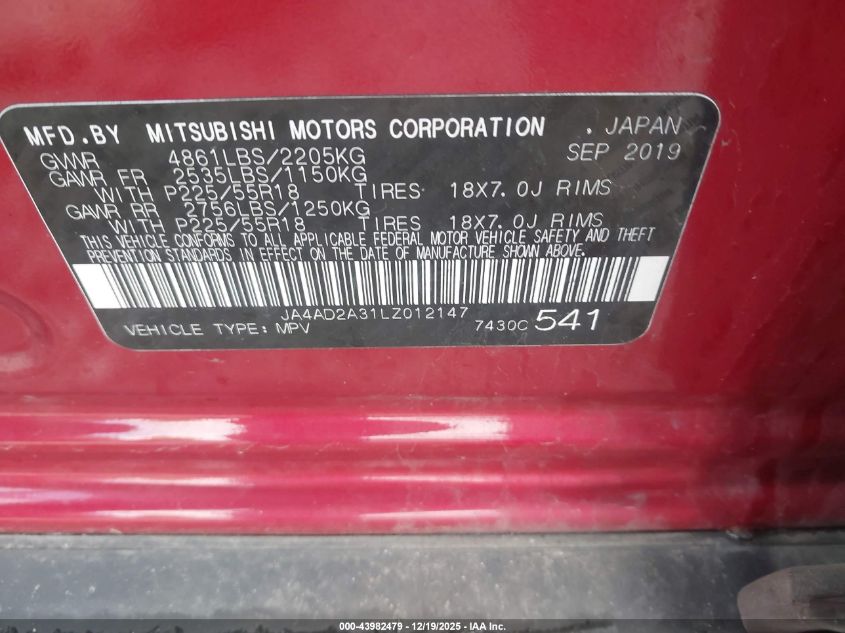 MFD.BY MITSUBISHI MOTORS CORPORATION . JAPAN
GVWR 4861LBS/2205KG SEP 2019
GAWR FR 2535LBS/1150KG
WITH P225/55R18 TIRES 18X7.0J RIMS
GAWR RR 2756LBS/1250KG
WITH P225/55R18 TIRES 18X7.0J RIMS
THIS VEHICLE CONFORMS TO ALL APPLICABLE FEDERAL MOTOR VEHICLE SAFETY AND THEFT
PREVENTION STANDARDS IN EFFECT ON THE DATE OF MANUFACTURE SHOWN ABOVE.
JA4AD2A31LZ012147
VEHICLE TYPE: MPV 7430C 541
000-43982479 - 12/19/2025 - IAA Inc.